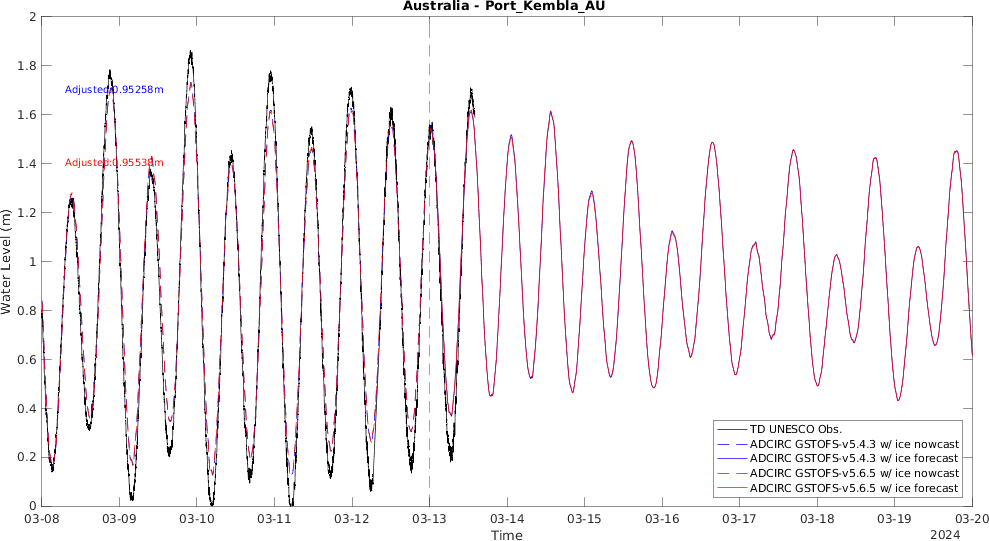 Australia - Port_Kembla_AU
2
1.8
1.6
1.4
1.2
1
0.8
0.6
0.4
0.2
0
Water Level (m)
Adjusted:0.95258m
Adjusted:0.95538m
TD UNESCO Obs.
ADCIRC GSTOFS-v5.4.3 w/ ice nowcast
ADCIRC GSTOFS-v5.4.3 w/ ice forecast
ADCIRC GSTOFS-v5.6.5 w/ ice nowcast
ADCIRC GSTOFS-v5.6.5 w/ ice forecast
03-08 03-09 03-10 03-11 03-12 03-13 03-14 03-15 03-16 03-17 03-18 03-19 03-20
Time
2024